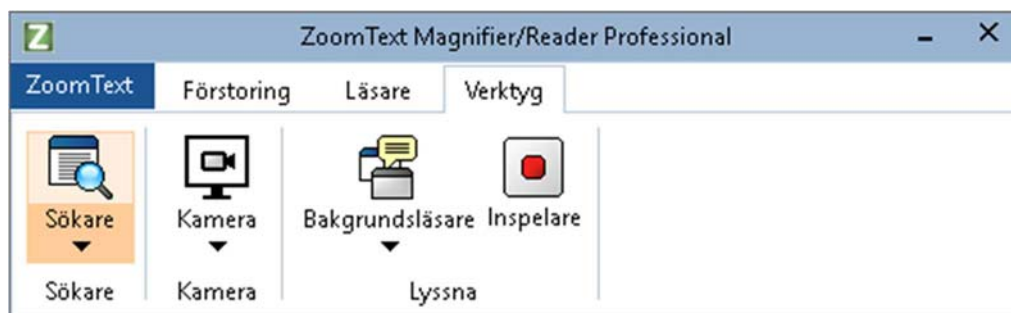 ZoomText Magnifier/Reader Professional
ZoomText Förstoring Läsare Verktyg
Sökare Kamera Bakgrundsläsare Inspelare
Sökare Kamera Lyssna